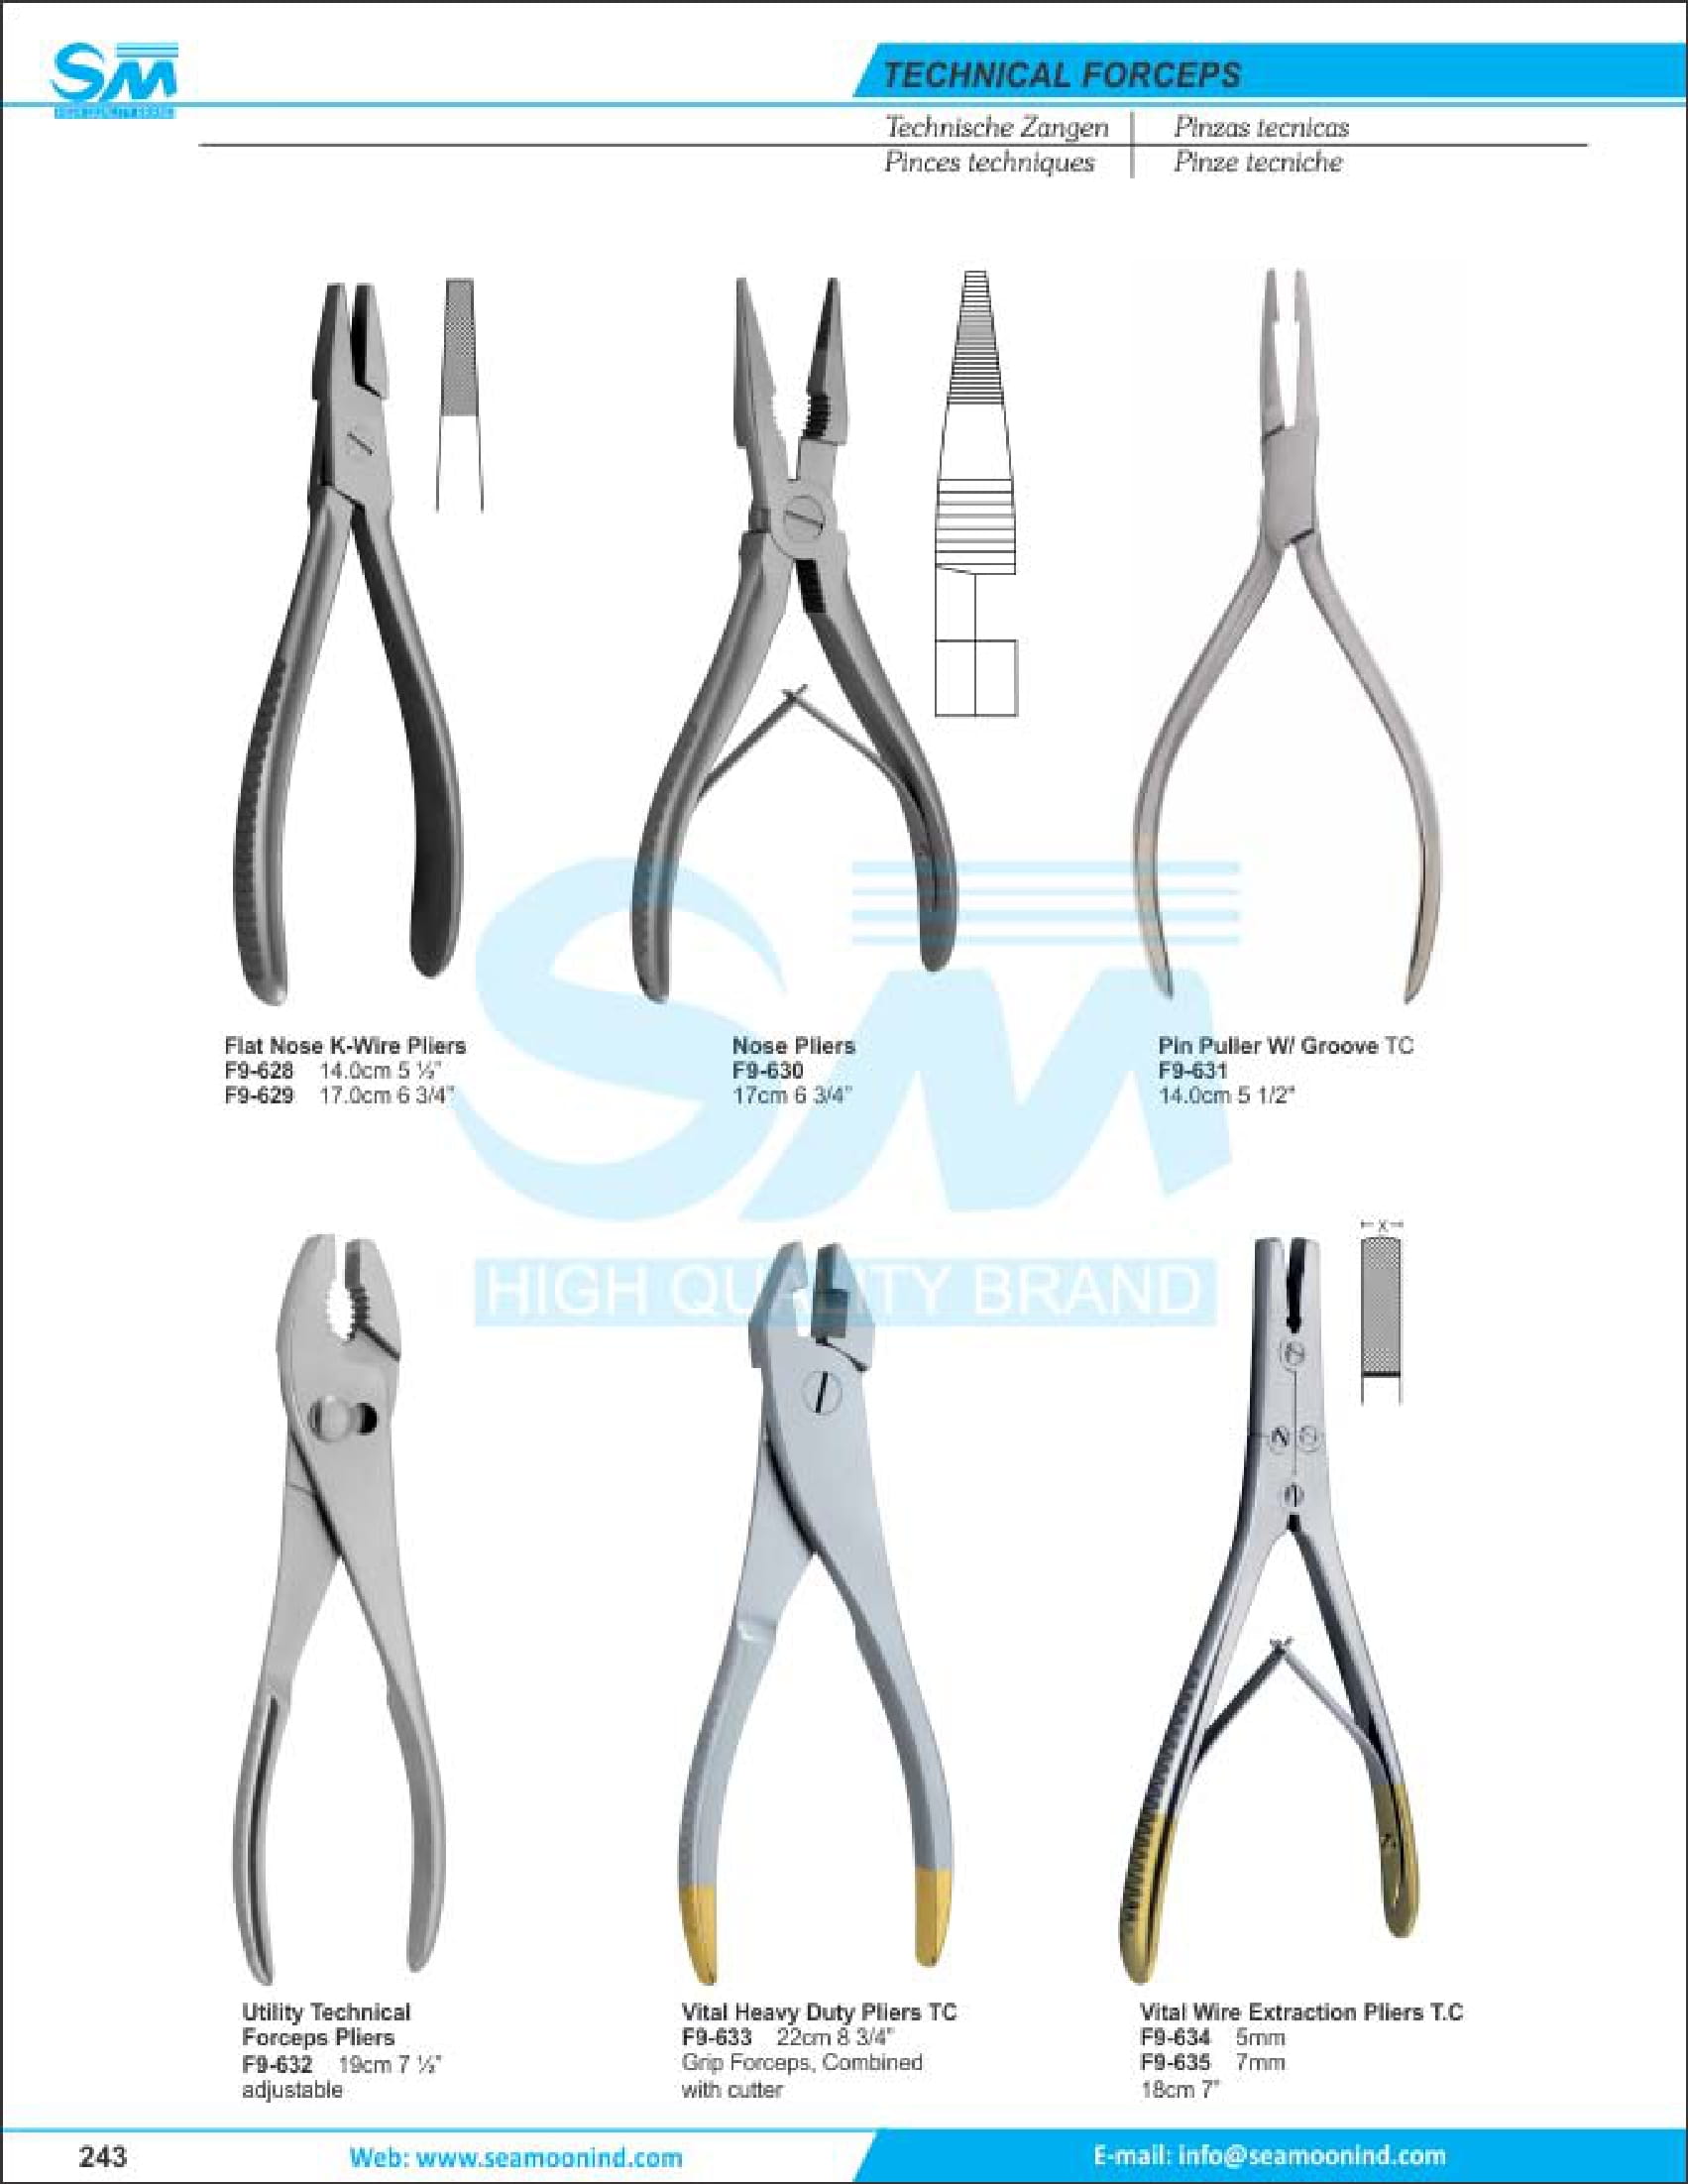 SM
TECHNICAL FORCEPS
Technische Zangen
Pinzas tecnicas
Pinces techniques
Pinze tecniche
Flat Nose K-Wire Pliers
F9-628 14.0cm 5 ½"
F9-629 17.0cm 6 3/4"
Nose Pliers
F9-630
17cm 6 3/4"
Pin Puller W/ Groove TC
F9-631
14.0cm 5 1/2"
SM
HIGH QUALITY BRAND
X
Utility Technical
Forceps Pliers
F9-632 19cm 7 ½"
adjustable
Vital Heavy Duty Pliers TC
F9-633 22cm 8 3/4"
Grip Forceps, Combined
with cutter
Vital Wire Extraction Pliers T.C
F9-634 5mm
F9-635 7mm
18cm 7"
243
Web: www.seamoonind.com
E-mail: info@seamoonind.com